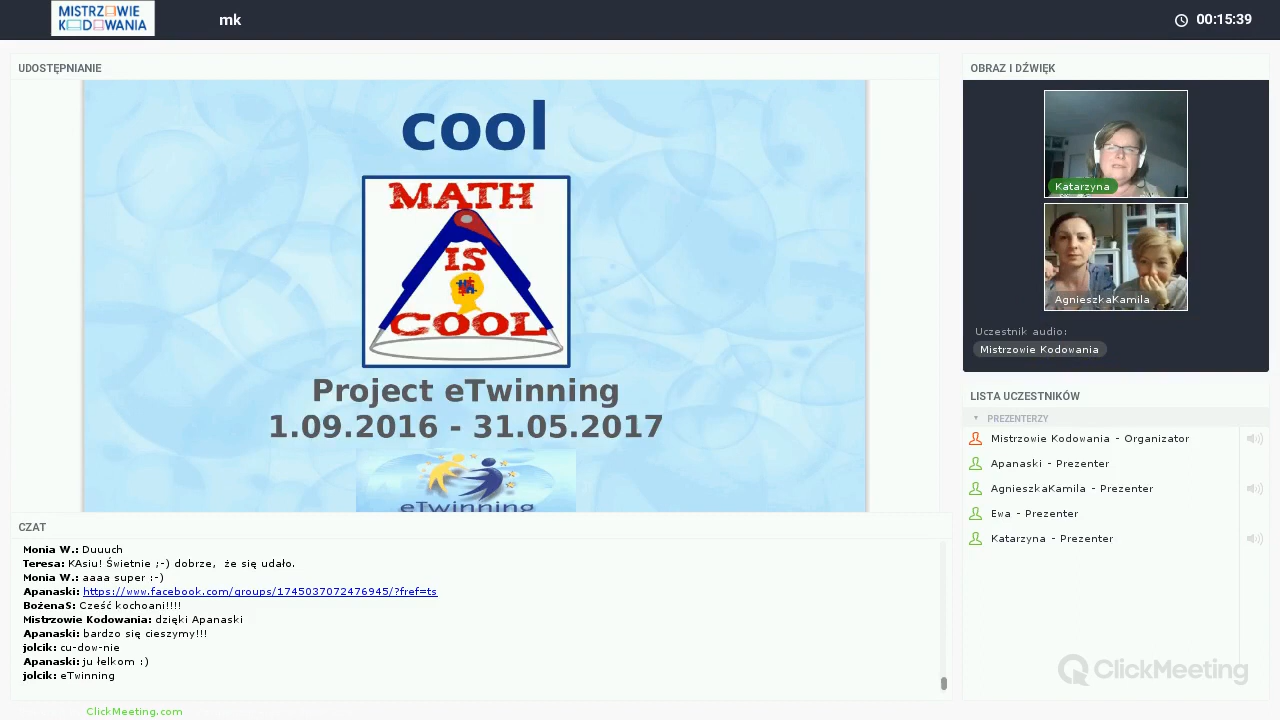 MISTRZOWIE
KODOWANIA
mk
00:15:39
UDOSTĘPNIANIE
cool
MATH
IS
COOL
Project eTwinning
1.09.2016 - 31.05.2017
eTwinning
OBRAZ I DŹWIĘK
Katarzyna
AgnieszkaKamila
Uczestnik audio:
Mistrzowie Kodowania
LISTA UCZESTNIKÓW
PREZENTERZY
Mistrzowie Kodowania - Organizator
Apanaski - Prezenter
AgnieszkaKamila - Prezenter
Ewa - Prezenter
Katarzyna - Prezenter
ClickMeeting
CZAT
Monia W.: Duuuch
Teresa: KAsiu! Świetnie ;-) dobrze, że się udało.
Monia W.: aaaa super :-)
Apanaski: https://www.facebook.com/groups/1745037072476945/?fref=ts
BożenaS: Cześć kochoani!!!!
Mistrzowie Kodowania: dzięki Apanaski
Apanaski: bardzo się cieszymy!!!
jolcik: cu-dow-nie
Apanaski: ju łelkom :)
jolcik: eTwinning
ClickMeeting.com